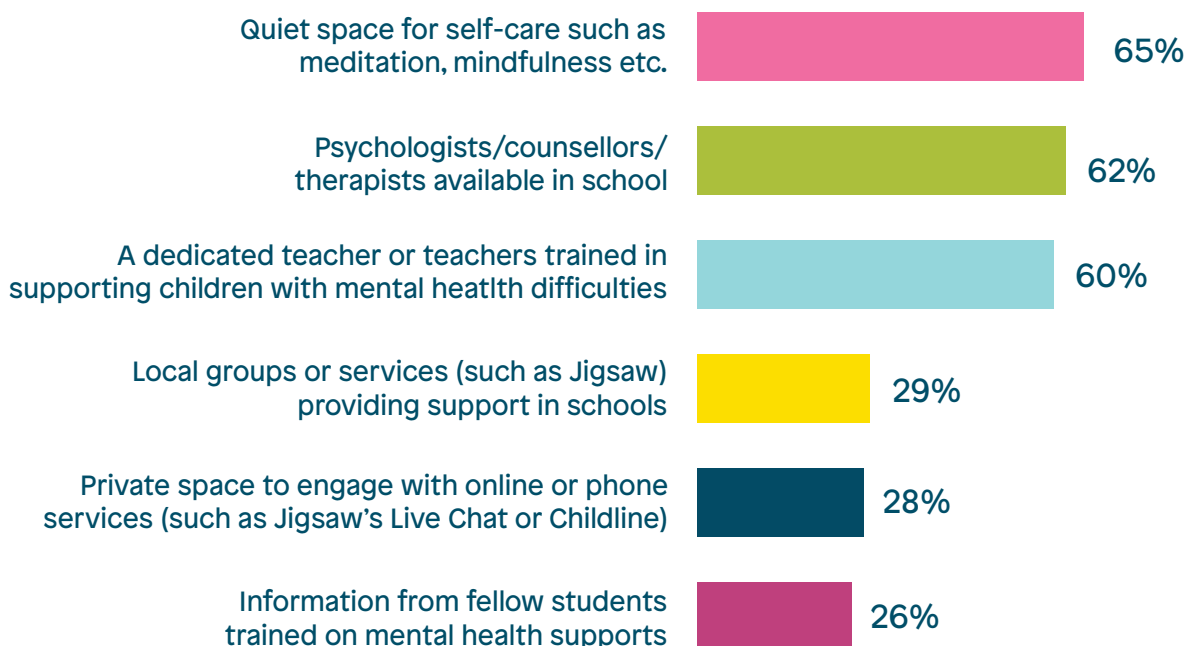 Quiet space for self-care such as
meditation, mindfulness etc.
65%
Psychologists/counsellors/
therapists available in school
62%
A dedicated teacher or teachers trained in
supporting children with mental heatlth difficulties
60%
Local groups or services (such as Jigsaw)
providing support in schools
29%
Private space to engage with online or phone
services (such as Jigsaw’s Live Chat or Childline)
28%
Information from fellow students
trained on mental health supports
26%